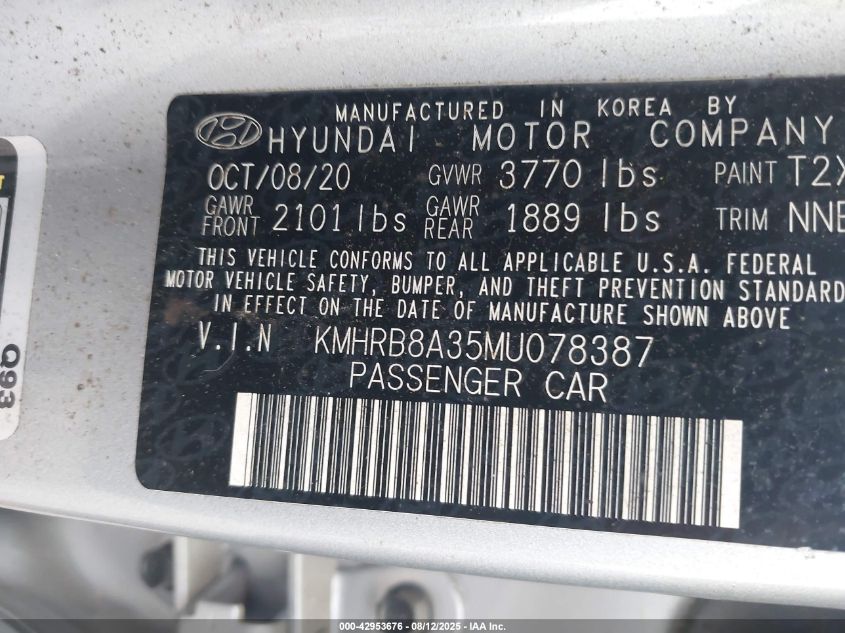 MANUFACTURED IN KOREA BY
HYUNDAI MOTOR COMPANY
OCT/08/20 GVWR 3770 lbs PAINT T2X
GAWR FRONT 2101 lbs GAWR REAR 1889 lbs TRIM NNB
THIS VEHICLE CONFORMS TO ALL APPLICABLE U.S.A. FEDERAL
MOTOR VEHICLE SAFETY, BUMPER, AND THEFT PREVENTION STANDARD
IN EFFECT ON THE DATE OF MANUFACTURE SHOWN ABOVE
V.I.N KMHRB8A35MU078387
PASSENGER CAR
Q93
000-42953676 - 08/12/2025 - IAA Inc.